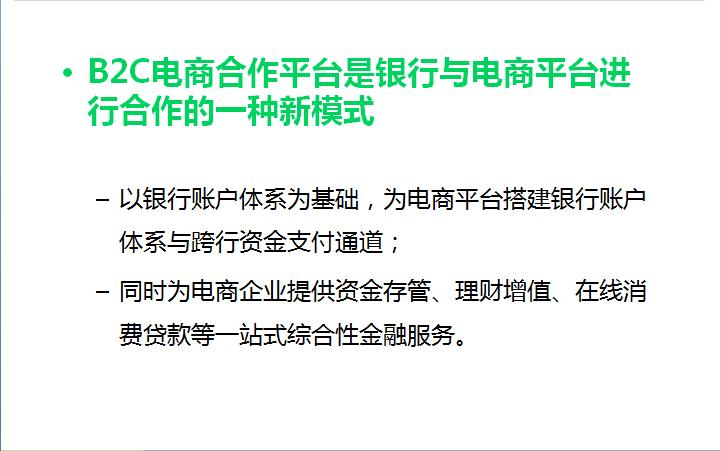 • B2C电商合作平台是银行与电商平台进
行合作的一种新模式
– 以银行账户体系为基础，为电商平台搭建银行账户
体系与跨行资金支付通道；
– 同时为电商企业提供资金存管、理财增值、在线消
费贷款等一站式综合性金融服务。